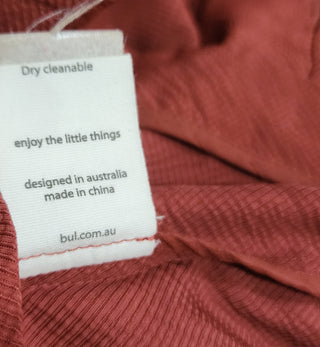 Dry cleanable
enjoy the little things
designed in australia
made in china
bul.com.au